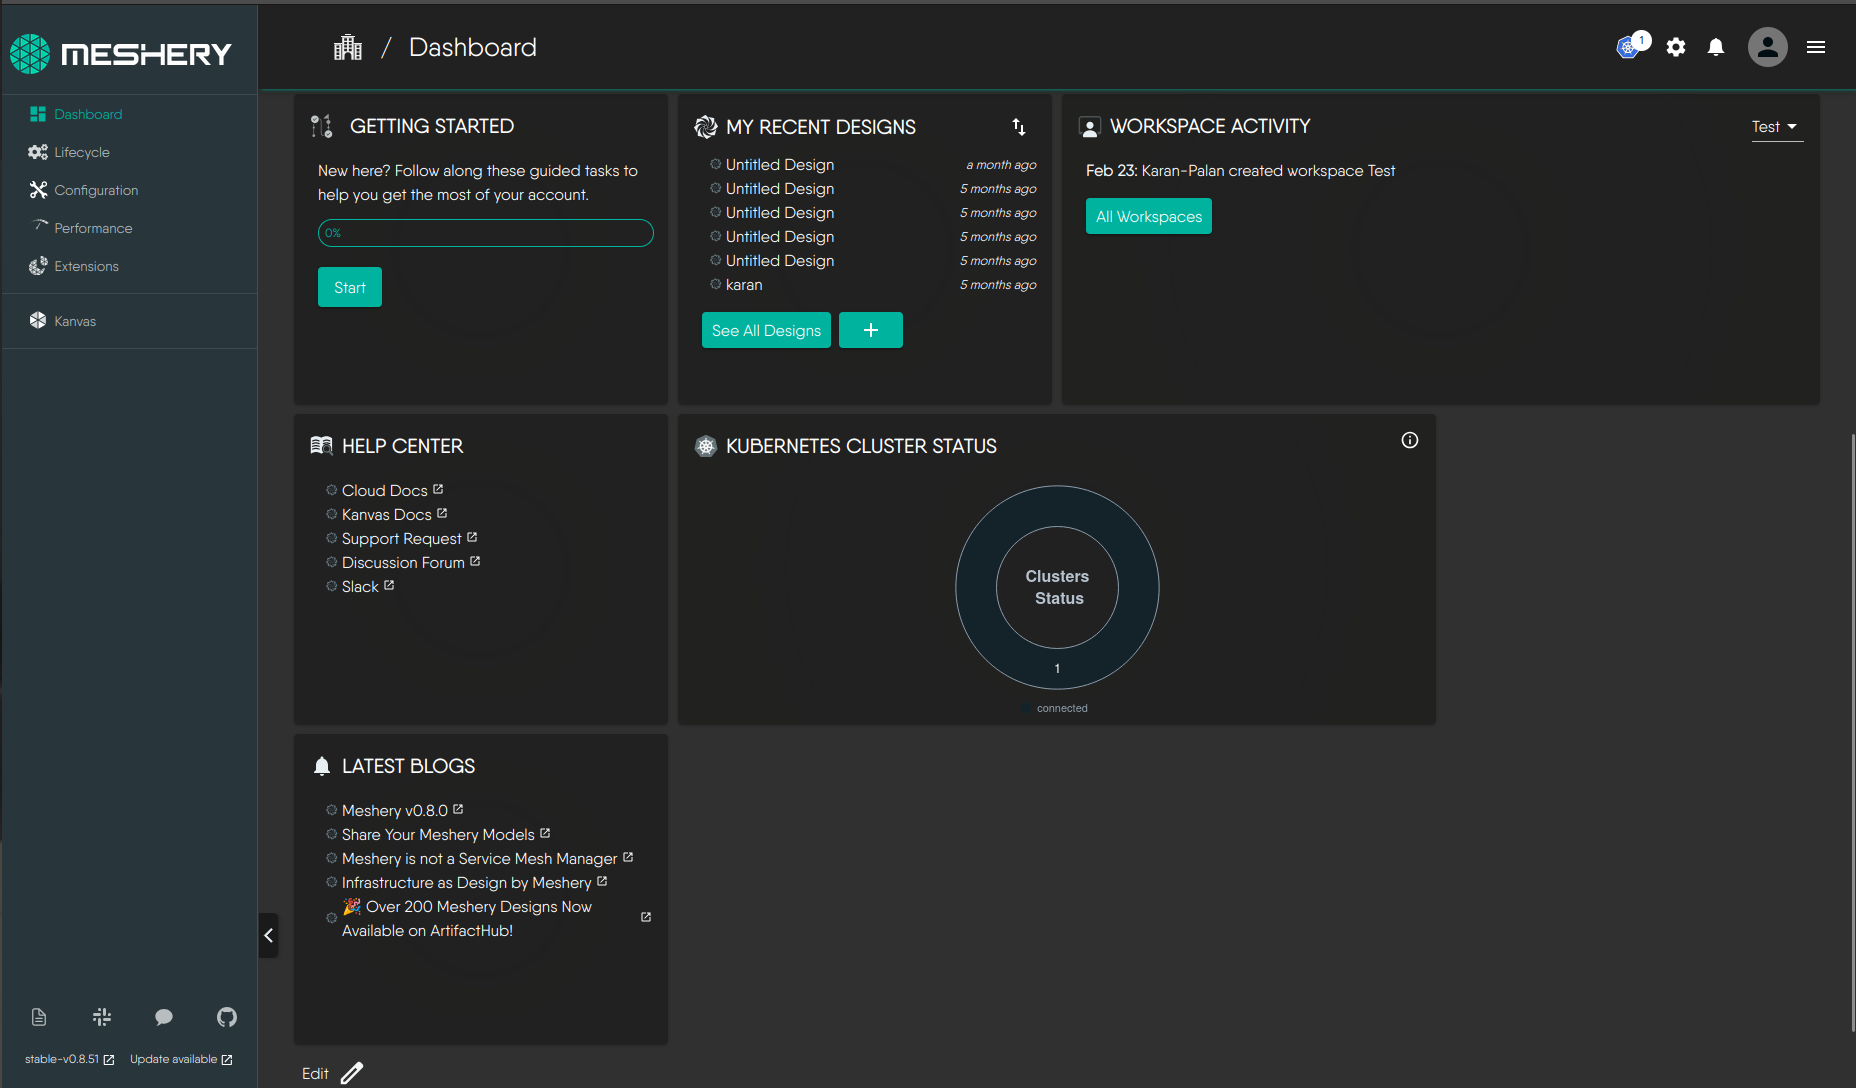 MESHERY
/ Dashboard
1
Dashboard
Lifecycle
Configuration
Performance
Extensions
Kanvas
GETTING STARTED
New here? Follow along these guided tasks to
help you get the most of your account.
0%
Start
MY RECENT DESIGNS
Untitled Design a month ago
Untitled Design 5 months ago
Untitled Design 5 months ago
Untitled Design 5 months ago
Untitled Design 5 months ago
karan 5 months ago
See All Designs +
WORKSPACE ACTIVITY
Test
Feb 23: Karan-Palan created workspace Test
All Workspaces
HELP CENTER
Cloud Docs
Kanvas Docs
Support Request
Discussion Forum
Slack
KUBERNETES CLUSTER STATUS
Clusters
Status
1
connected
LATEST BLOGS
Meshery v0.8.0
Share Your Meshery Models
Meshery is not a Service Mesh Manager
Infrastructure as Design by Meshery
🎉 Over 200 Meshery Designs Now
Available on ArtifactHub!
stable-v0.8.51 Update available
Edit